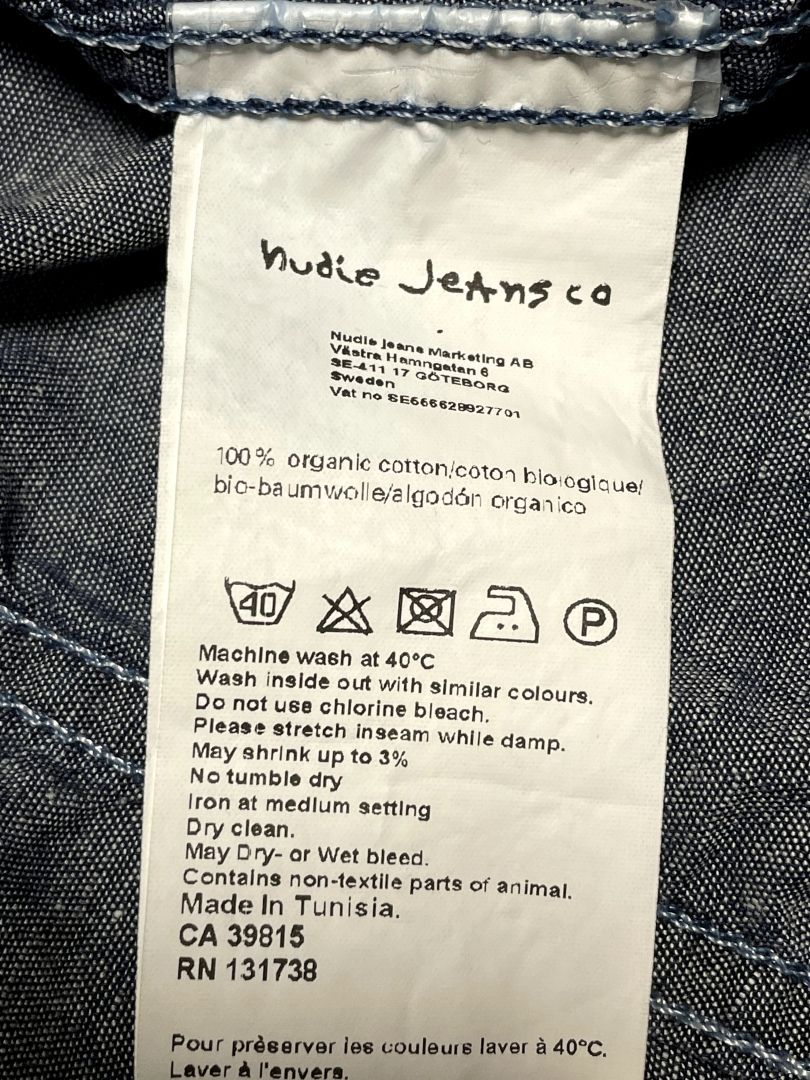 nudie Jeans co
Nudie Jeans Marketing AB
Västra Hamngatan 6
SE-411 17 GÖTEBORG
Sweden
Vat no SE666628927701
100% organic cotton/coton biologique/
bio-baumwolle/algodón organico
40 P
Machine wash at 40°C
Wash inside out with similar colours.
Do not use chlorine bleach.
Please stretch inseam while damp.
May shrink up to 3%
No tumble dry
Iron at medium setting
Dry clean.
May Dry- or Wet bleed.
Contains non-textile parts of animal.
Made In Tunisia.
CA 39815
RN 131738
Pour prèserver les couleurs laver à 40°C.
Laver à l'envers.